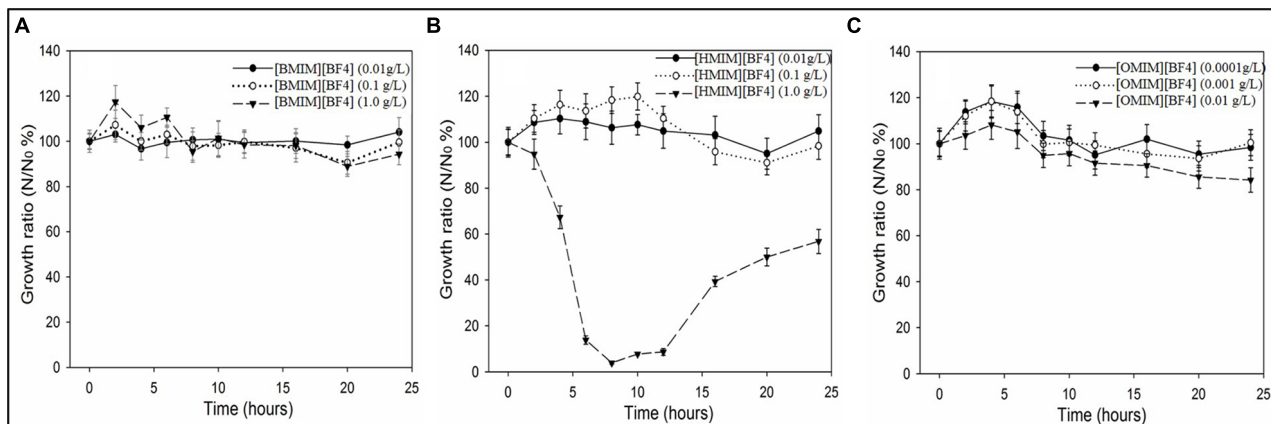 A
140
120
100
80
60
40
20
0
Growth ratio (N/N₀ %)
[BMIM][BF4] (0.01g/L)
[BMIM][BF4] (0.1 g/L)
[BMIM][BF4] (1.0 g/L)
0 5 10 15 20 25
Time (hours)
B
140
120
100
80
60
40
20
0
Growth ratio (N/N₀ %)
[HMIM][BF4] (0.01g/L)
[HMIM][BF4] (0.1 g/L)
[HMIM][BF4] (1.0 g/L)
0 5 10 15 20 25
Time (hours)
C
140
120
100
80
60
40
20
0
Growth ratio (N/N₀ %)
[OMIM][BF4] (0.0001g/L)
[OMIM][BF4] (0.001 g/L)
[OMIM][BF4] (0.01 g/L)
0 5 10 15 20 25
Time (hours)